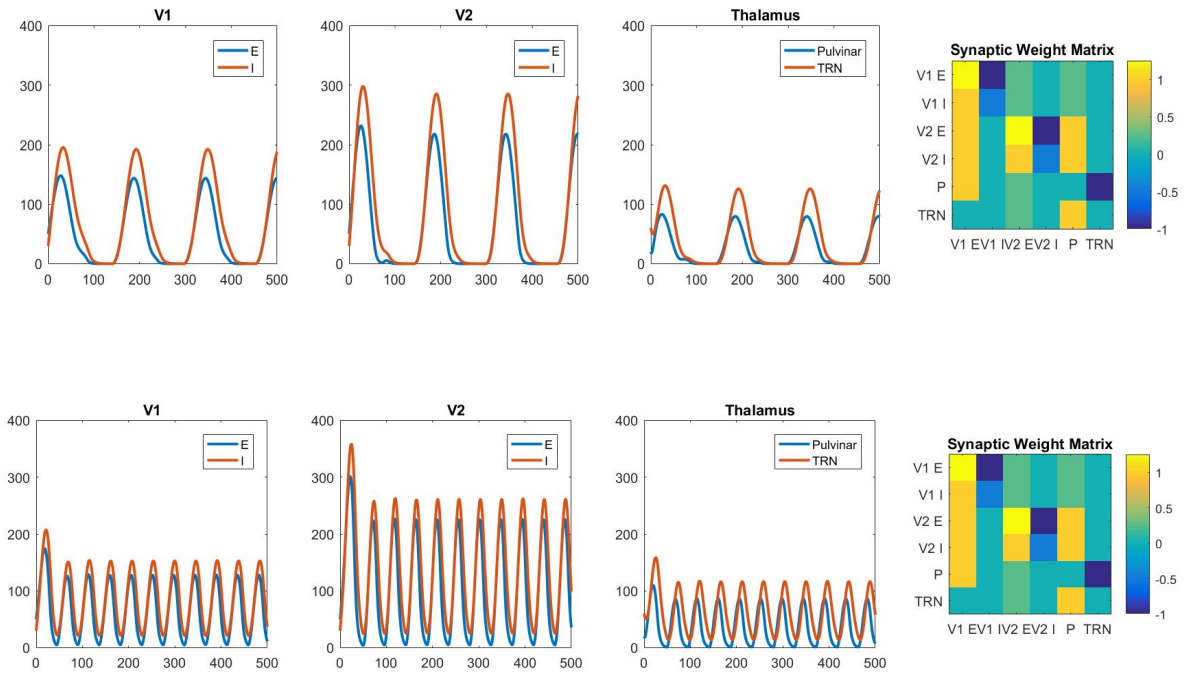 V1
V2
Thalamus
Synaptic Weight Matrix
400
300
200
100
0
0 100 200 300 400 500
E
I
400
300
200
100
0
0 100 200 300 400 500
E
I
400
300
200
100
0
0 100 200 300 400 500
Pulvinar
TRN
V1 E
V1 I
V2 E
V2 I
P
TRN
V1 EV1 IV2 EV2 I P TRN
1
0.5
0
-0.5
-1
V1
V2
Thalamus
Synaptic Weight Matrix
400
300
200
100
0
0 100 200 300 400 500
E
I
400
300
200
100
0
0 100 200 300 400 500
E
I
400
300
200
100
0
0 100 200 300 400 500
Pulvinar
TRN
V1 E
V1 I
V2 E
V2 I
P
TRN
V1 EV1 IV2 EV2 I P TRN
1
0.5
0
-0.5
-1